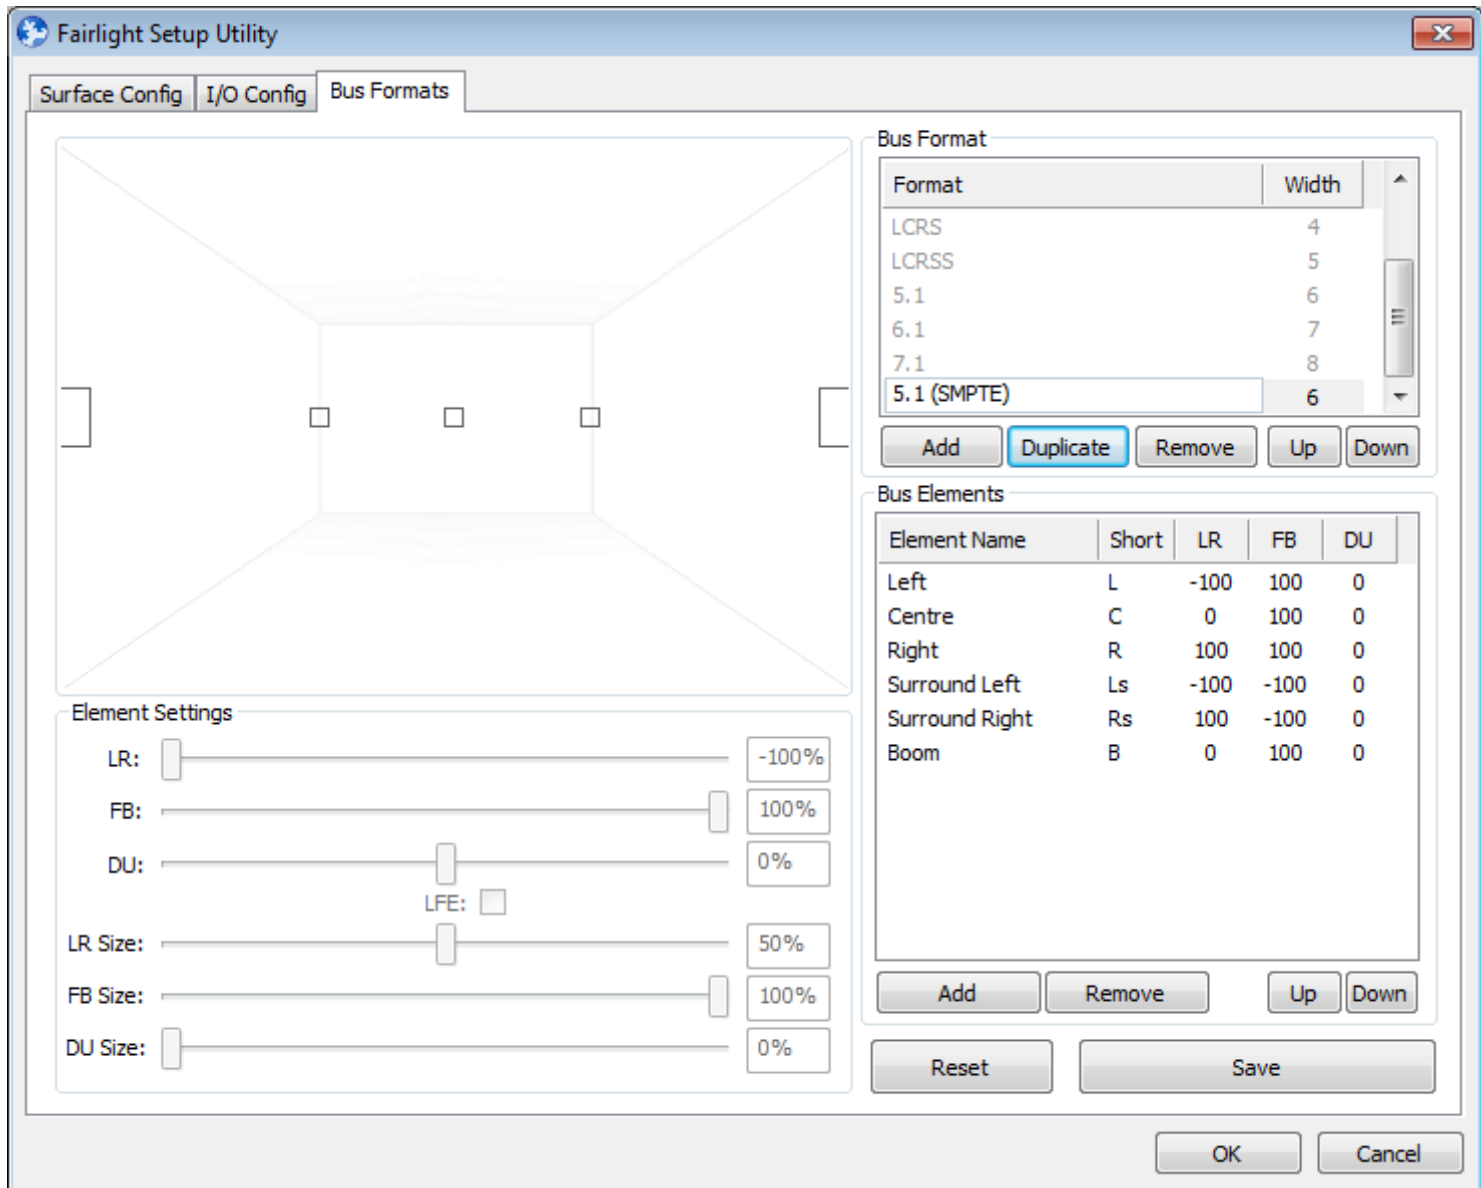 Fairlight Setup Utility
Surface Config I/O Config Bus Formats
Bus Format
Format Width
LCRS 4
LCRSS 5
5.1 6
6.1 7
7.1 8
5.1 (SMPTE) 6
Add Duplicate Remove Up Down
Bus Elements
Element Name Short LR FB DU
Left L -100 100 0
Centre C 0 100 0
Right R 100 100 0
Surround Left Ls -100 -100 0
Surround Right Rs 100 -100 0
Boom B 0 100 0
Add Remove Up Down
Element Settings
LR: -100%
FB: 100%
DU: 0%
LFE:
LR Size: 50%
FB Size: 100%
DU Size: 0%
Reset Save
OK Cancel